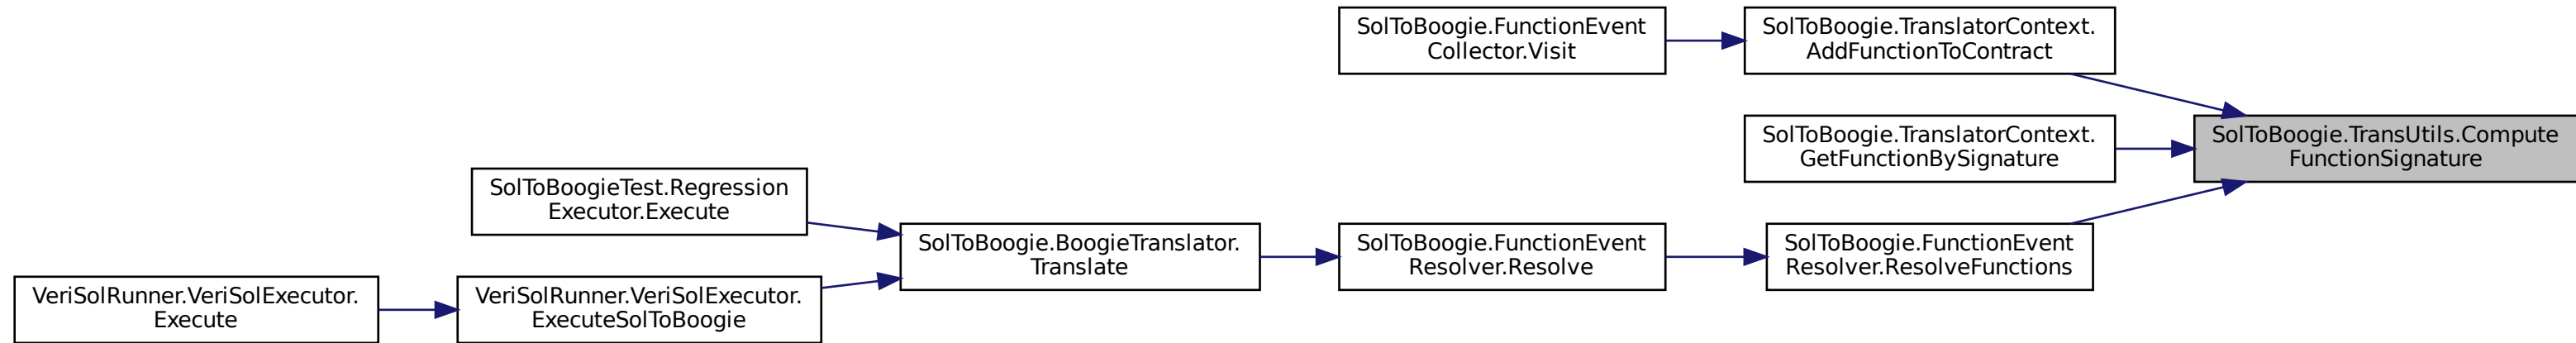 SolToBoogie.FunctionEvent
Collector.Visit
SolToBoogie.TranslatorContext.
AddFunctionToContract
SolToBoogie.TranslatorContext.
GetFunctionBySignature
SolToBoogie.TransUtils.Compute
FunctionSignature
SolToBoogieTest.Regression
Executor.Execute
SolToBoogie.BoogieTranslator.
Translate
SolToBoogie.FunctionEvent
Resolver.Resolve
SolToBoogie.FunctionEvent
Resolver.ResolveFunctions
VeriSolRunner.VeriSolExecutor.
Execute
VeriSolRunner.VeriSolExecutor.
ExecuteSolToBoogie